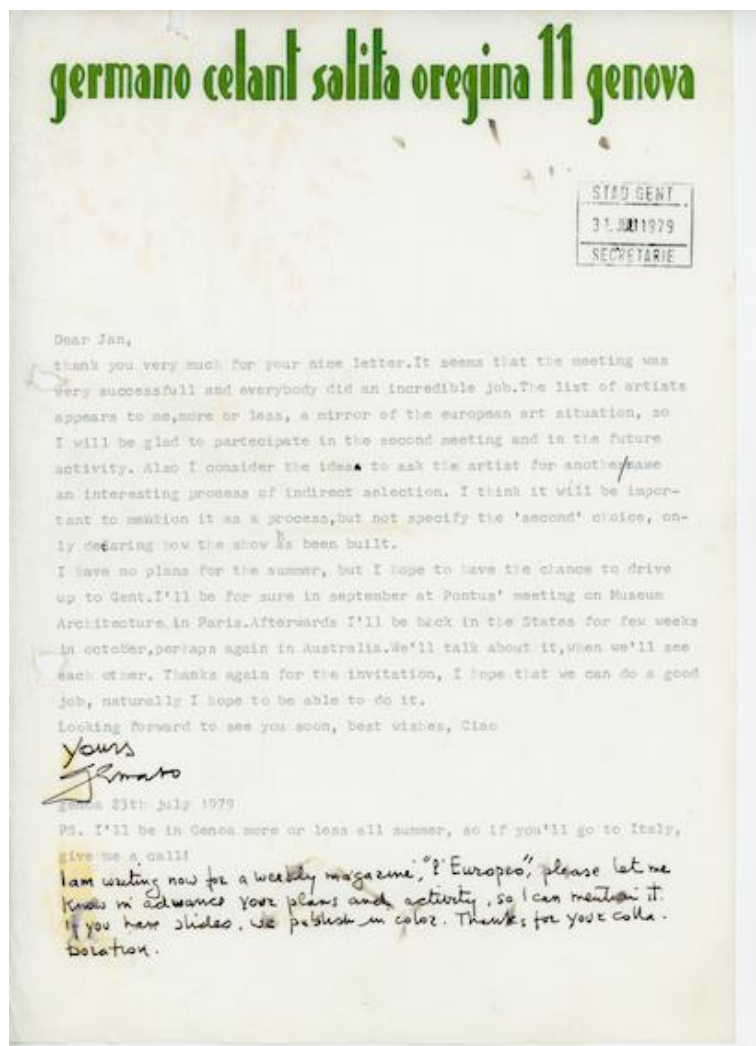 germano celant salita oregina 11 genova
STAD GENT
31. JULI 1979
SECRETARIE
Dear Jan,
thank you very much for your nice letter.It seems that the meeting was
very successfull and everybody did an incredible job.The list of artists
appears to me,more or less, a mirror of the european art situation, so
I will be glad to partecipate in the second meeting and in the future
activity. Also I consider the idea to ask the artist for another/name
an interesting process of indirect selection. I think it will be impor-
tant to mention it as a process,but not specify the 'second' choice, on-
ly declaring how the show as been built.
I have no plans for the summer, but I hope to have the chance to drive
up to Gent.I'll be for sure in september at Pontus' meeting on Museum
Architecture in Paris.Afterwards I'll be back in the States for few weeks
in october,perhaps again in Australia.We'll talk about it,when we'll see
each other. Thanks again for the invitation, I hope that we can do a good
job, naturally I hope to be able to do it.
Looking forward to see you soon, best wishes, Ciao
yours
Germano
genoa 23th july 1979
PS. I'll be in Genoa more or less all summer, so if you'll go to Italy,
give me a call!
I am writing now for a weekly magazine, "l'Europeo", please let me
know in adwance your plans and activity, so I can mention it.
If you have slides, we publish in color. Thanks for your colla-
boration.